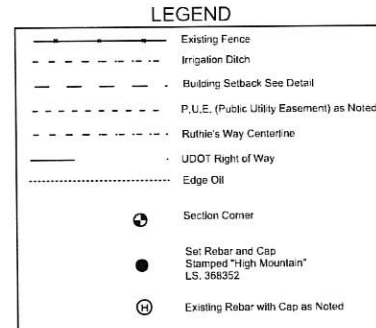 LEGEND
Existing Fence
Irrigation Ditch
Building Setback See Detail
P.U.E. (Public Utility Easement) as Noted
Ruthie's Way Centerline
UDOT Right of Way
Edge Oil
Section Corner
Set Rebar and Cap
Stamped "High Mountain"
LS. 368352
H Existing Rebar with Cap as Noted